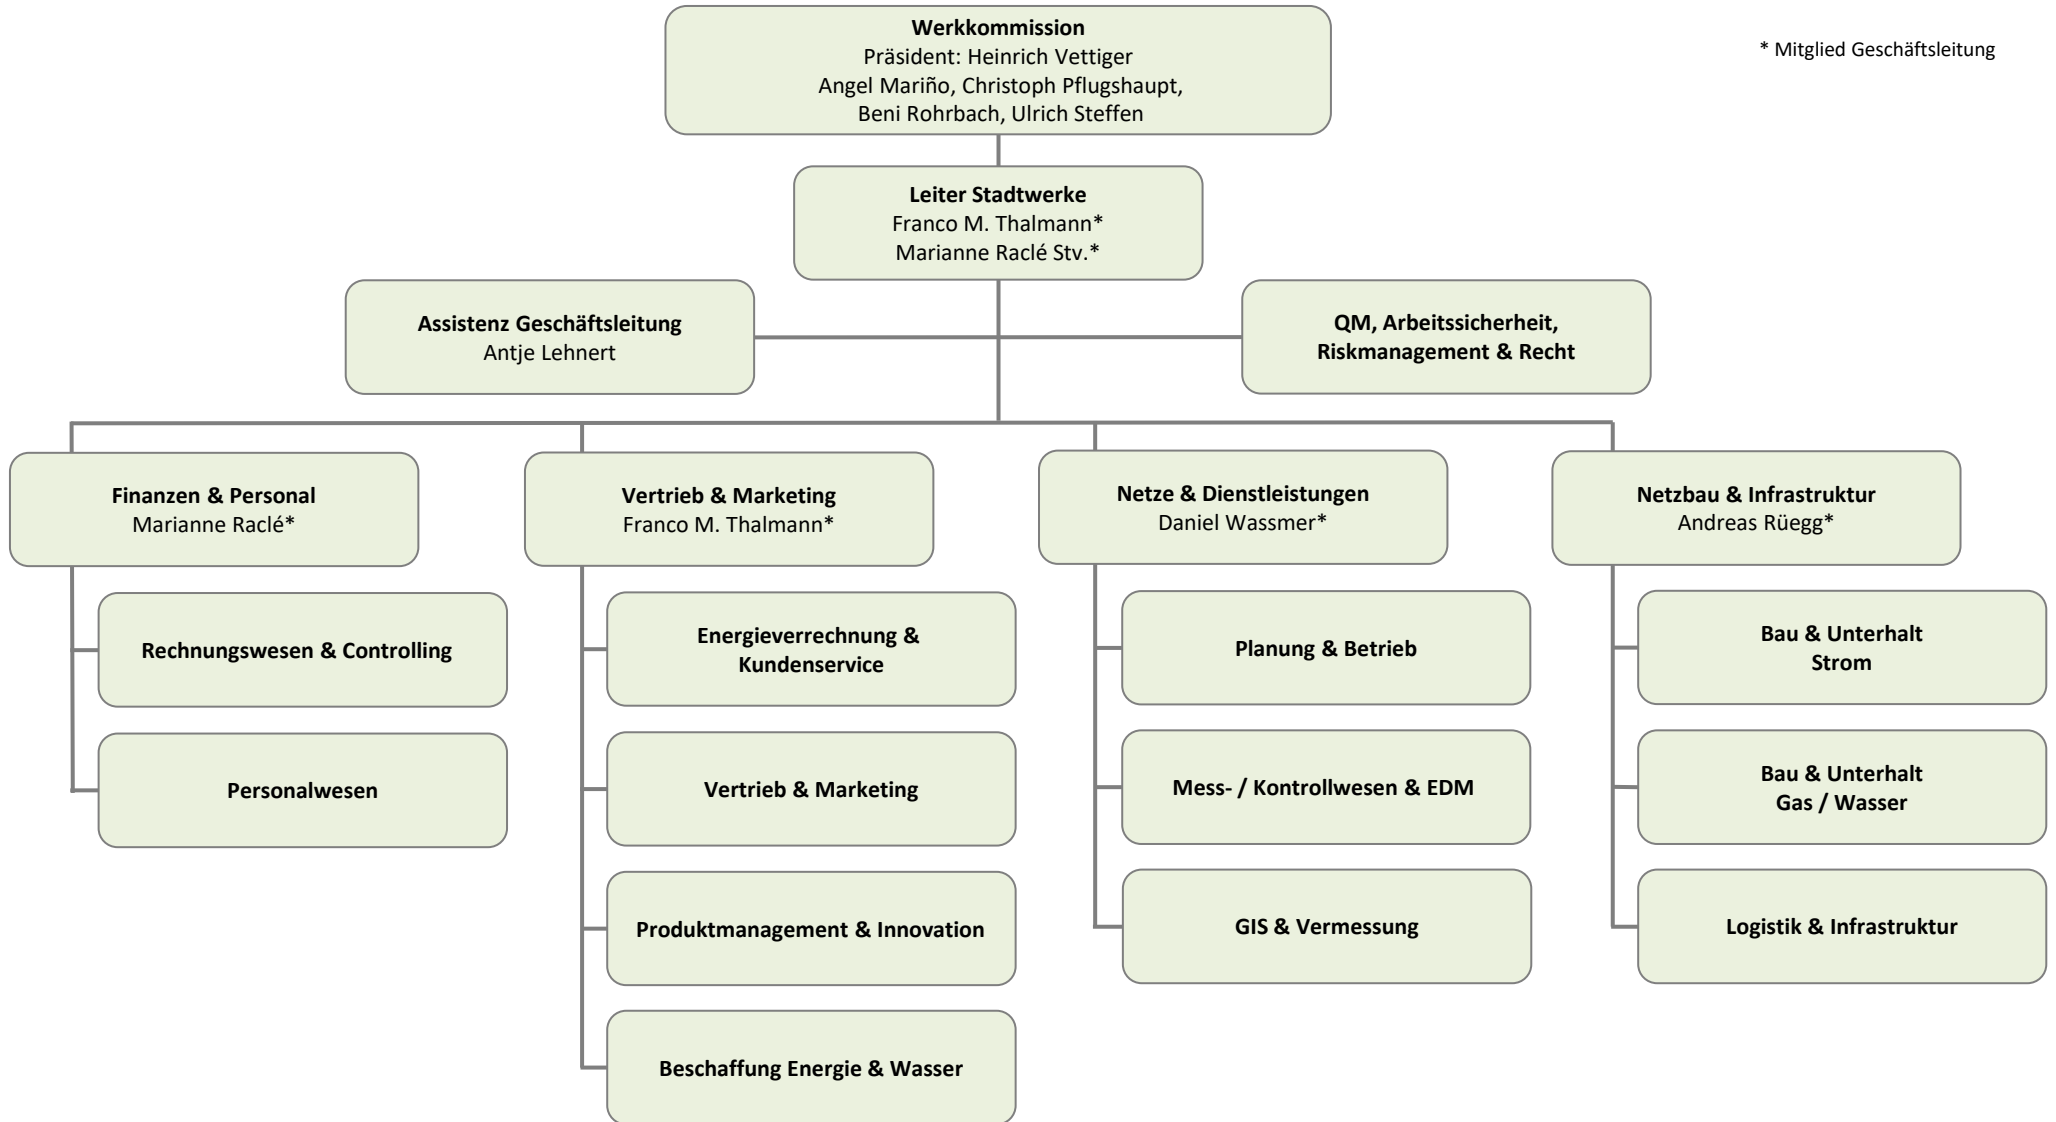 Werkkommission
Präsident: Heinrich Vettiger
Angel Mariño, Christoph Pflugshaupt,
Beni Rohrbach, Ulrich Steffen
* Mitglied Geschäftsleitung
Leiter Stadtwerke
Franco M. Thalmann*
Marianne Raclé Stv.*
Assistenz Geschäftsleitung
Antje Lehnert
QM, Arbeitssicherheit,
Riskmanagement & Recht
Finanzen & Personal
Marianne Raclé*
Vertrieb & Marketing
Franco M. Thalmann*
Netze & Dienstleistungen
Daniel Wassmer*
Netzbau & Infrastruktur
Andreas Rüegg*
Rechnungswesen & Controlling
Personalwesen
Energieverrechnung &
Kundenservice
Vertrieb & Marketing
Produktmanagement & Innovation
Beschaffung Energie & Wasser
Planung & Betrieb
Mess- / Kontrollwesen & EDM
GIS & Vermessung
Bau & Unterhalt
Strom
Bau & Unterhalt
Gas / Wasser
Logistik & Infrastruktur